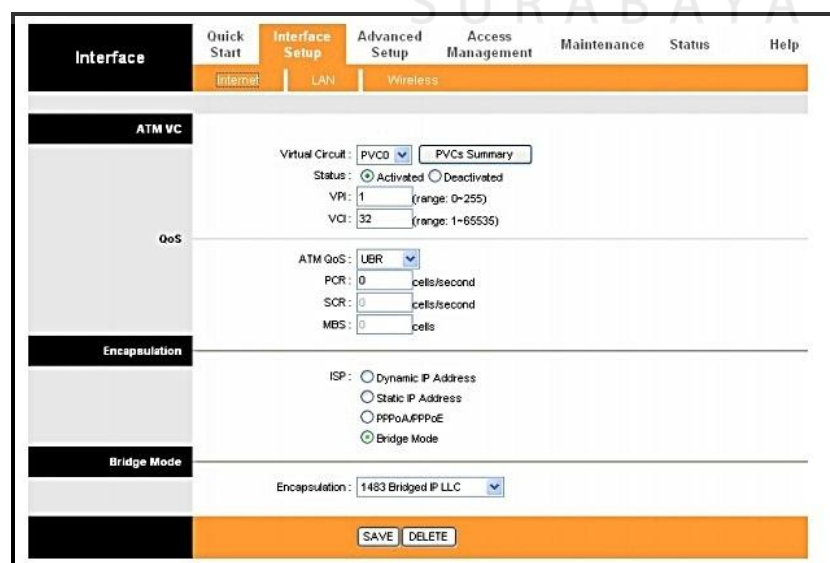 SURABAYA
Interface
Quick Start
Interface Setup
Advanced Setup
Access Management
Maintenance
Status
Help
Internet
LAN
Wireless
ATM VC
Virtual Circuit : PVC0 PVCs Summary
Status : Activated Deactivated
VPI : 1 (range: 0~255)
VCI : 32 (range: 1~65535)
QoS
ATM QoS : UBR
PCR : 0 cells/second
SCR : 0 cells/second
MBS : 0 cells
Encapsulation
ISP : Dynamic IP Address
Static IP Address
PPPoA/PPPoE
Bridge Mode
Bridge Mode
Encapsulation : 1483 Bridged IP LLC
SAVE DELETE